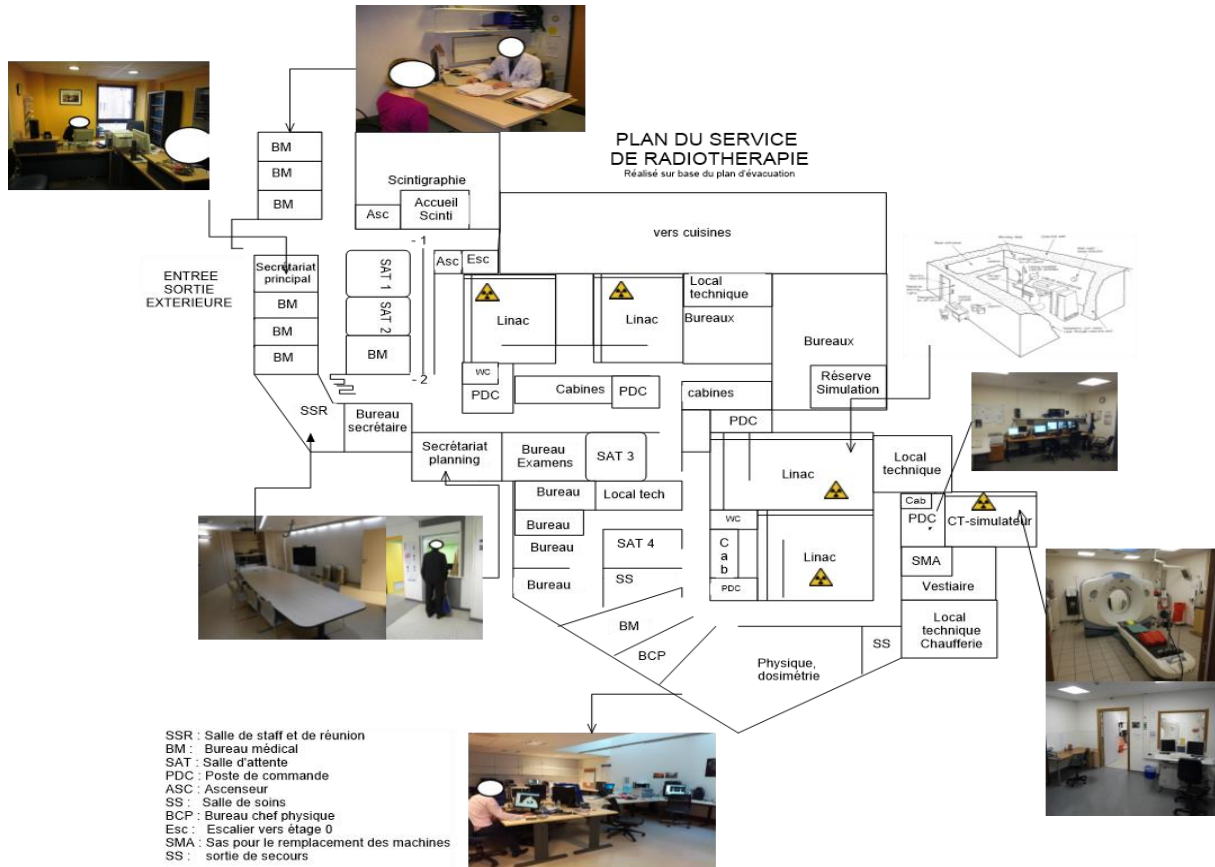 PLAN DU SERVICE
DE RADIOTHERAPIE
Réalisé sur base du plan d'évacuation
BM
BM
BM
Scintigraphie
Asc
Accueil
Scinti
vers cuisines
- 1
Asc
Esc
ENTREE
SORTIE
EXTERIEURE
Secrétariat
principal
BM
BM
BM
SAT 1
SAT 2
BM
- 2
Linac
Linac
Local
technique
Bureaux
Bureaux
Réserve
Simulation
WC
PDC
Cabines
PDC
cabines
PDC
SSR
Bureau
secrétaire
Secrétariat
planning
Bureau
Examens
SAT 3
Linac
Local
technique
Bureau
Local tech
Bureau
Bureau
SAT 4
Bureau
SS
WC
C
a
b
PDC
Linac
Cab
PDC
CT-simulateur
SMA
Vestiaire
Local
technique
Chaufferie
BM
BCP
Physique,
dosimétrie
SS
SSR : Salle de staff et de réunion
BM : Bureau médical
SAT : Salle d'attente
PDC : Poste de commande
ASC : Ascenseur
SS : Salle de soins
BCP : Bureau chef physique
Esc : Escalier vers étage 0
SMA : Sas pour le remplacement des machines
SS : sortie de secours